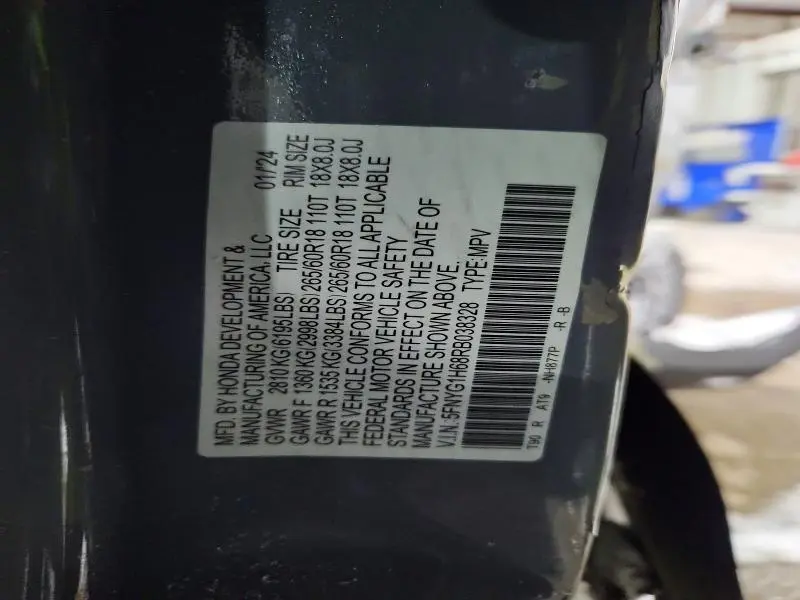 MFD. BY HONDA DEVELOPMENT &
MANUFACTURING OF AMERICA, LLC 01/24
GVWR 2810 KG(6195LBS) TIRE SIZE RIM SIZE
GAWR F 1360 KG(2998LBS) 265/60R18 110T 18X8.0J
GAWR R 1535 KG(3384LBS) 265/60R18 110T 18X8.0J
THIS VEHICLE CONFORMS TO ALL APPLICABLE
FEDERAL MOTOR VEHICLE SAFETY
STANDARDS IN EFFECT ON THE DATE OF
MANUFACTURE SHOWN ABOVE.
V.I.N.:5FNYG1H68RB038328 TYPE:MPV
T90 R AT9 -NH877P -R -B